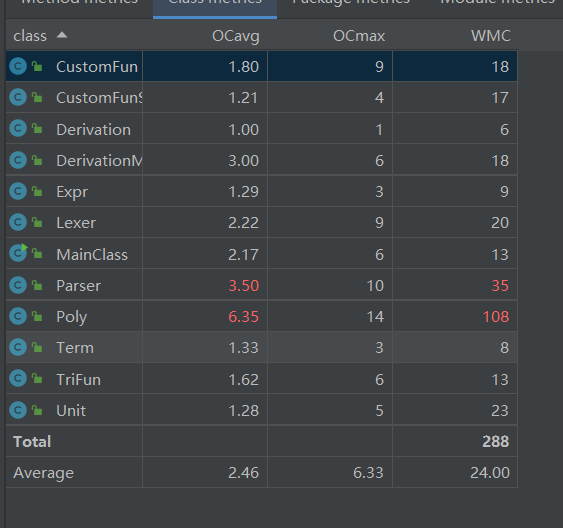 Method metrics Class metrics Package metrics Module metrics
class OCavg OCmax WMC
CustomFun 1.80 9 18
CustomFunS 1.21 4 17
Derivation 1.00 1 6
DerivationM 3.00 6 18
Expr 1.29 3 9
Lexer 2.22 9 20
MainClass 2.17 6 13
Parser 3.50 10 35
Poly 6.35 14 108
Term 1.33 3 8
TriFun 1.62 6 13
Unit 1.28 5 23
Total 288
Average 2.46 6.33 24.00